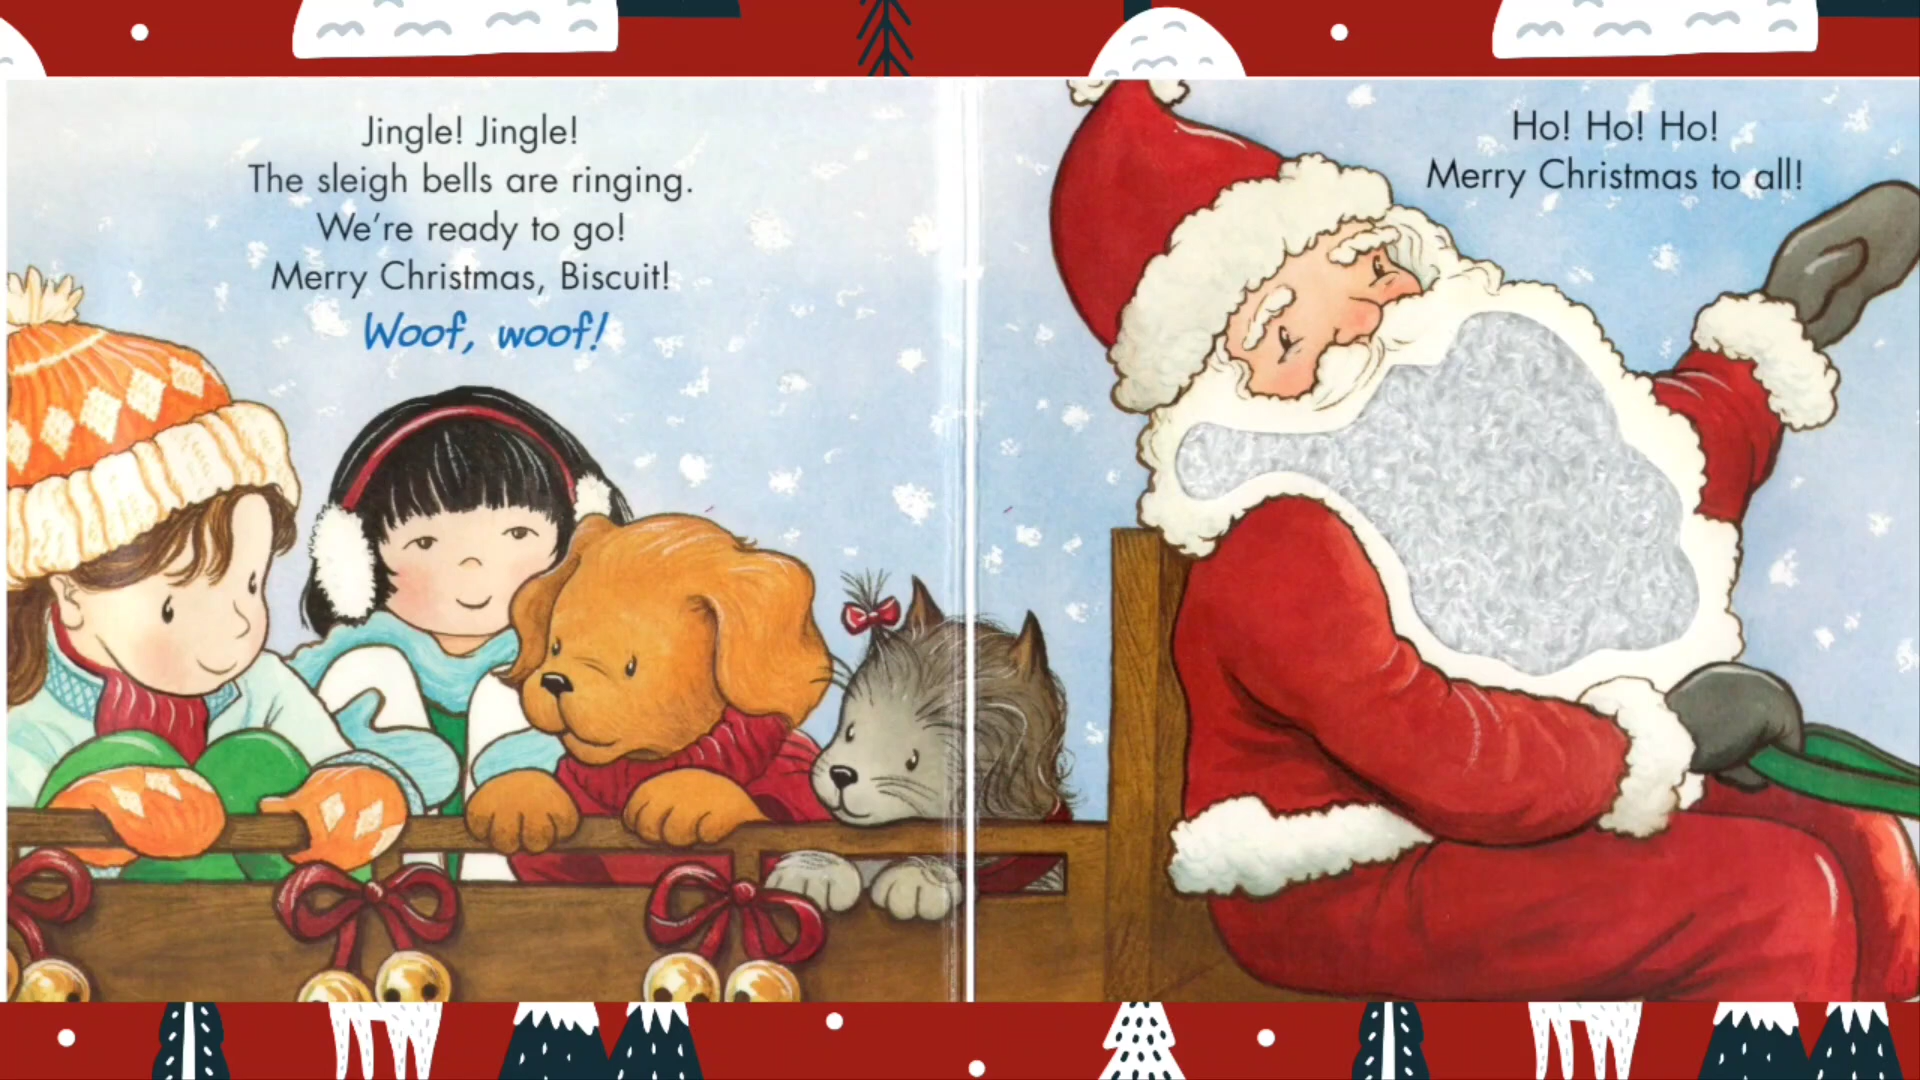 Jingle! Jingle!
The sleigh bells are ringing.
We're ready to go!
Merry Christmas, Biscuit!
Woof, woof!
Ho! Ho! Ho!
Merry Christmas to all!